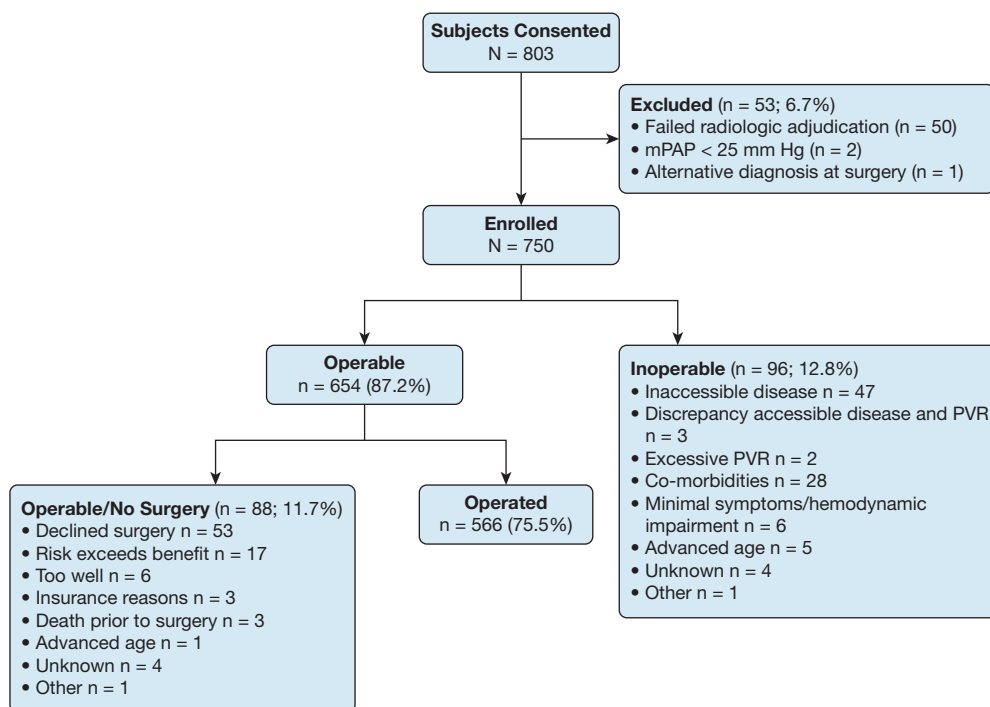 Subjects Consented
N = 803
Excluded (n = 53; 6.7%)
• Failed radiologic adjudication (n = 50)
• mPAP < 25 mm Hg (n = 2)
• Alternative diagnosis at surgery (n = 1)
Enrolled
N = 750
Operable
n = 654 (87.2%)
Inoperable (n = 96; 12.8%)
• Inaccessible disease n = 47
• Discrepancy accessible disease and PVR
n = 3
• Excessive PVR n = 2
• Co-morbidities n = 28
• Minimal symptoms/hemodynamic
impairment n = 6
• Advanced age n = 5
• Unknown n = 4
• Other n = 1
Operable/No Surgery (n = 88; 11.7%)
• Declined surgery n = 53
• Risk exceeds benefit n = 17
• Too well n = 6
• Insurance reasons n = 3
• Death prior to surgery n = 3
• Advanced age n = 1
• Unknown n = 4
• Other n = 1
Operated
n = 566 (75.5%)